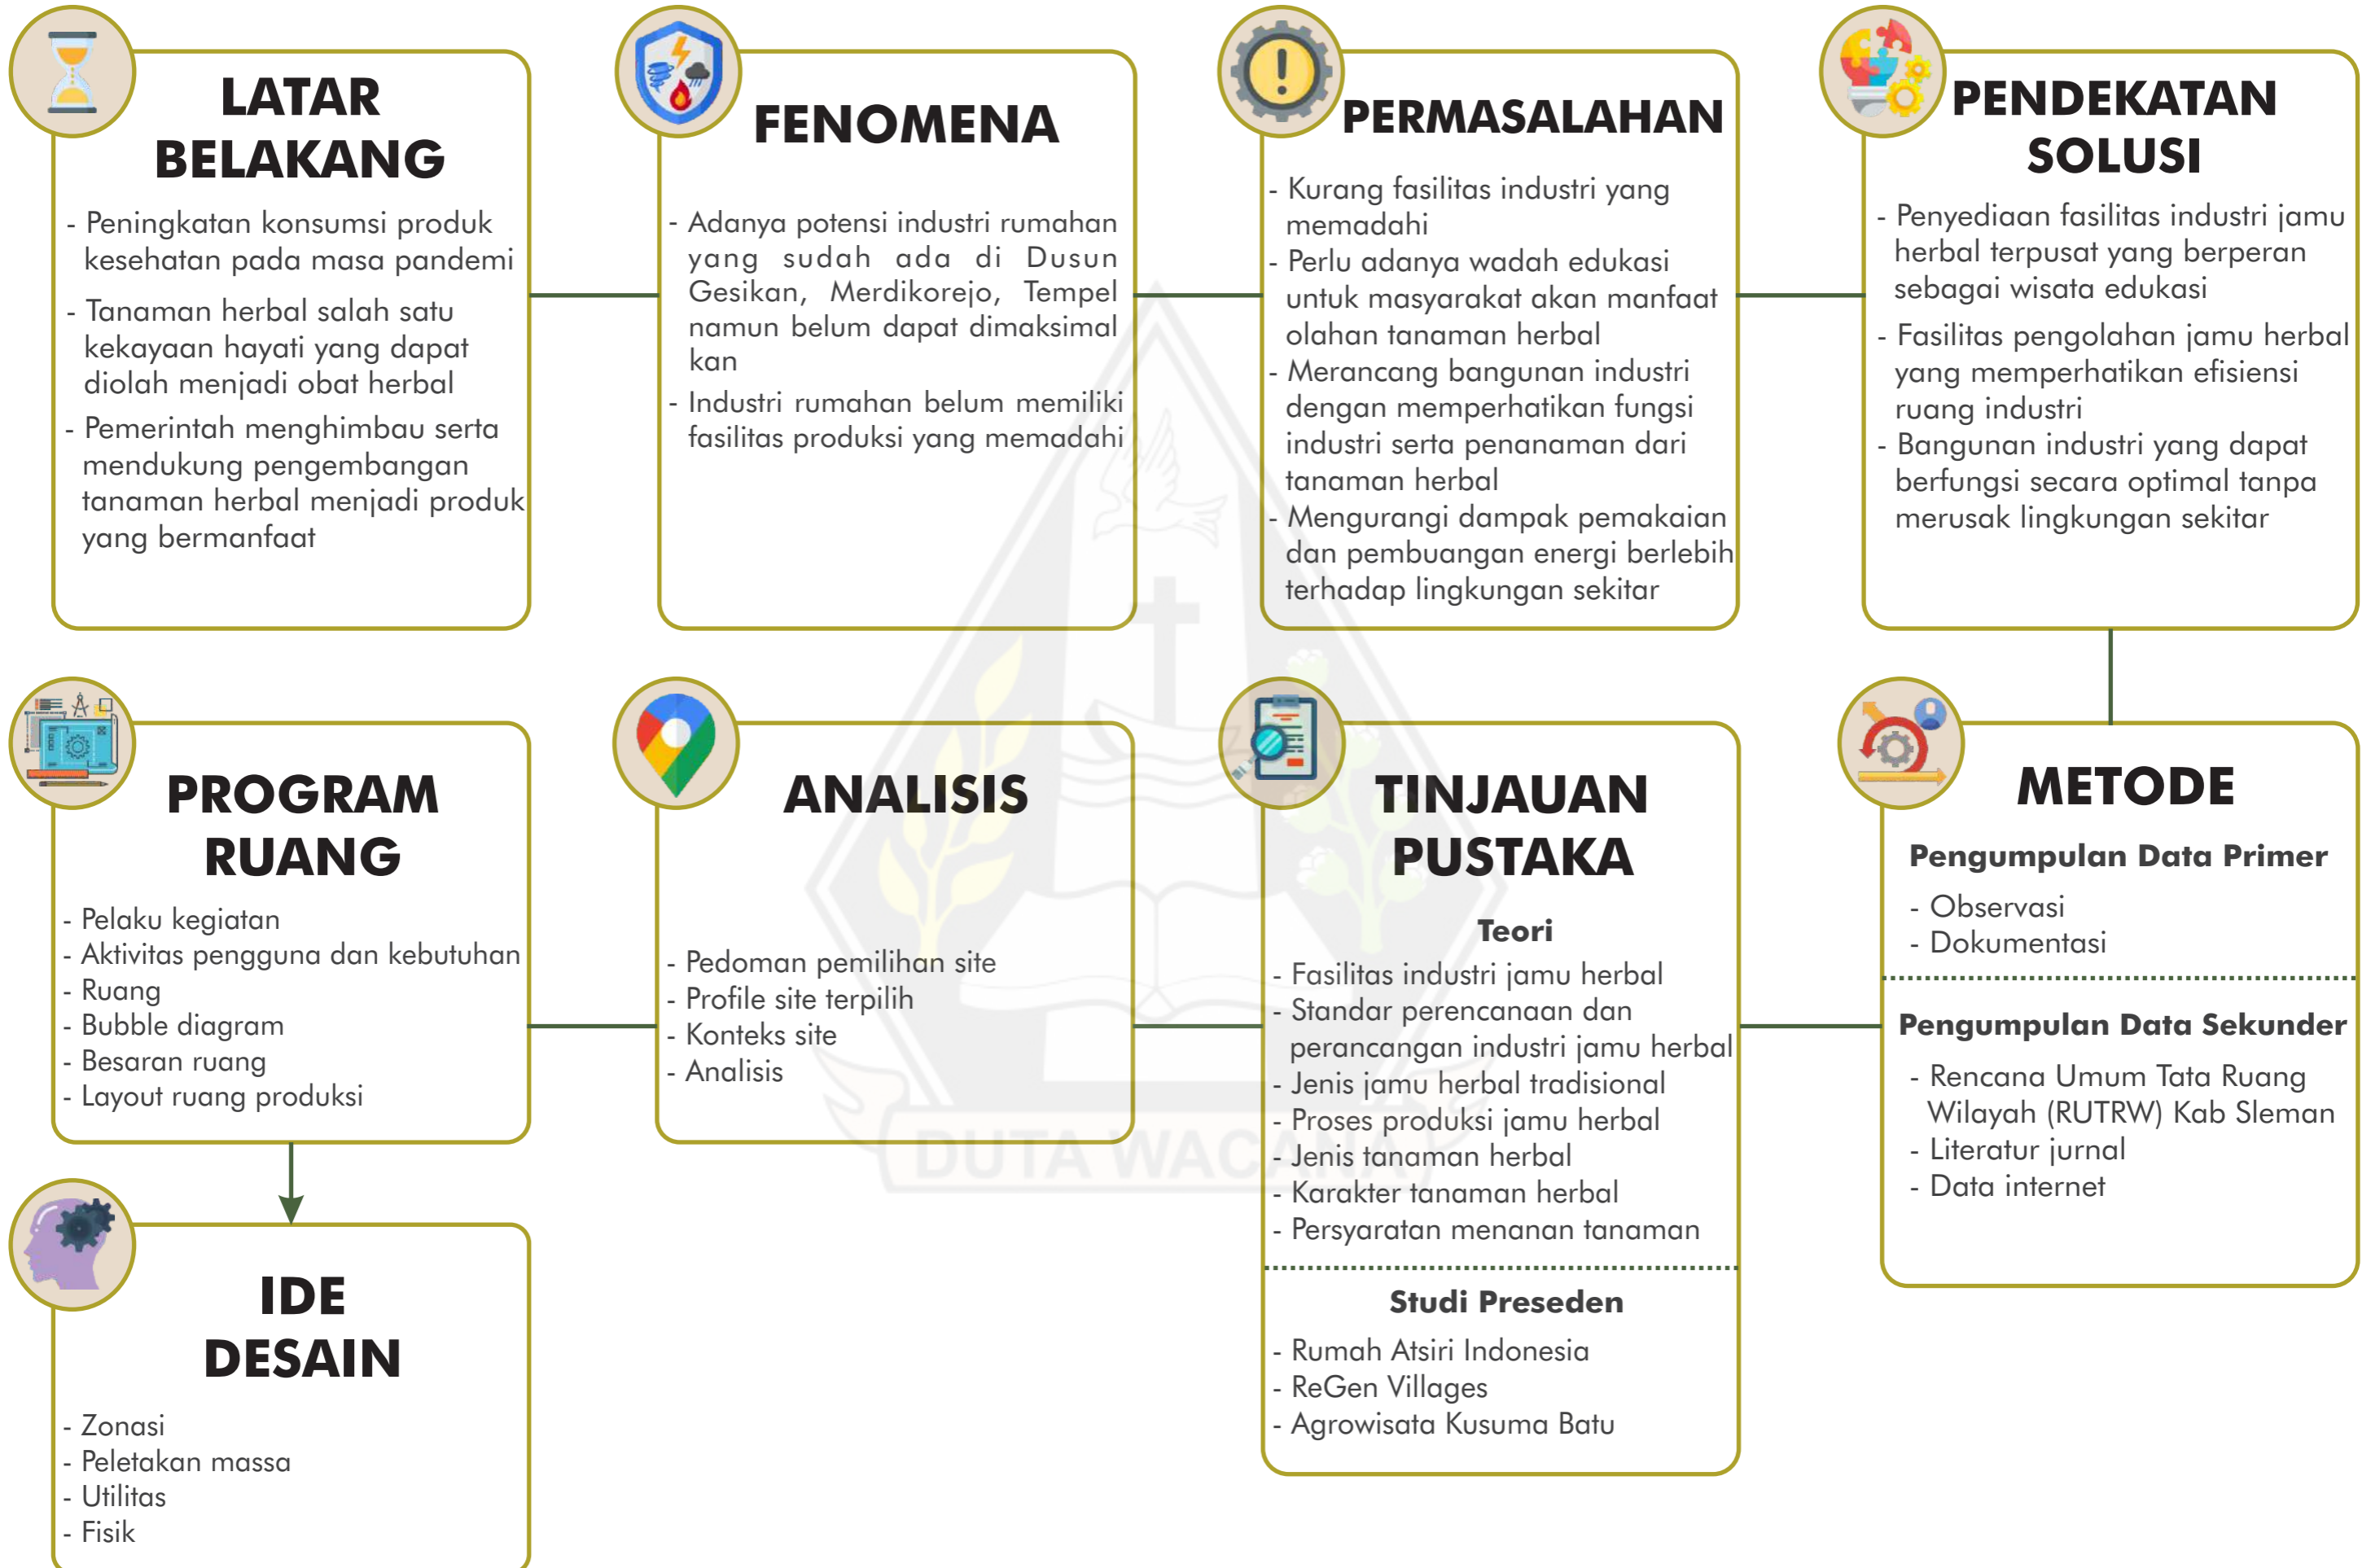 LATAR
BELAKANG
- Peningkatan konsumsi produk
kesehatan pada masa pandemi
- Tanaman herbal salah satu
kekayaan hayati yang dapat
diolah menjadi obat herbal
- Pemerintah menghimbau serta
mendukung pengembangan
tanaman herbal menjadi produk
yang bermanfaat
FENOMENA
- Adanya potensi industri rumahan
yang sudah ada di Dusun
Gesikan, Merdikorejo, Tempel
namun belum dapat dimaksimal
kan
- Industri rumahan belum memiliki
fasilitas produksi yang memadahi
PERMASALAHAN
- Kurang fasilitas industri yang
memadahi
- Perlu adanya wadah edukasi
untuk masyarakat akan manfaat
olahan tanaman herbal
- Merancang bangunan industri
dengan memperhatikan fungsi
industri serta penanaman dari
tanaman herbal
- Mengurangi dampak pemakaian
dan pembuangan energi berlebih
terhadap lingkungan sekitar
PENDEKATAN
SOLUSI
- Penyediaan fasilitas industri jamu
herbal terpusat yang berperan
sebagai wisata edukasi
- Fasilitas pengolahan jamu herbal
yang memperhatikan efisiensi
ruang industri
- Bangunan industri yang dapat
berfungsi secara optimal tanpa
merusak lingkungan sekitar
METODE
Pengumpulan Data Primer
- Observasi
- Dokumentasi
Pengumpulan Data Sekunder
- Rencana Umum Tata Ruang
Wilayah (RUTRW) Kab Sleman
- Literatur jurnal
- Data internet
TINJAUAN
PUSTAKA
Teori
- Fasilitas industri jamu herbal
- Standar perencanaan dan
perancangan industri jamu herbal
- Jenis jamu herbal tradisional
- Proses produksi jamu herbal
- Jenis tanaman herbal
- Karakter tanaman herbal
- Persyaratan menanan tanaman
Studi Preseden
- Rumah Atsiri Indonesia
- ReGen Villages
- Agrowisata Kusuma Batu
ANALISIS
- Pedoman pemilihan site
- Profile site terpilih
- Konteks site
- Analisis
PROGRAM
RUANG
- Pelaku kegiatan
- Aktivitas pengguna dan kebutuhan
- Ruang
- Bubble diagram
- Besaran ruang
- Layout ruang produksi
IDE
DESAIN
- Zonasi
- Peletakan massa
- Utilitas
- Fisik
DUTA WACANA